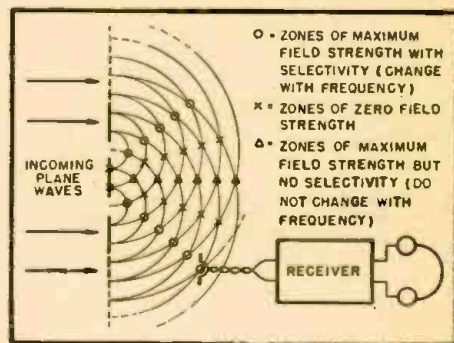 O - ZONES OF MAXIMUM
FIELD STRENGTH WITH
SELECTIVITY (CHANGE
WITH FREQUENCY)
X - ZONES OF ZERO FIELD
STRENGTH
Δ - ZONES OF MAXIMUM
FIELD STRENGTH BUT
NO SELECTIVITY (DO
NOT CHANGE WITH
FREQUENCY)
INCOMING
PLANE
WAVES
RECEIVER